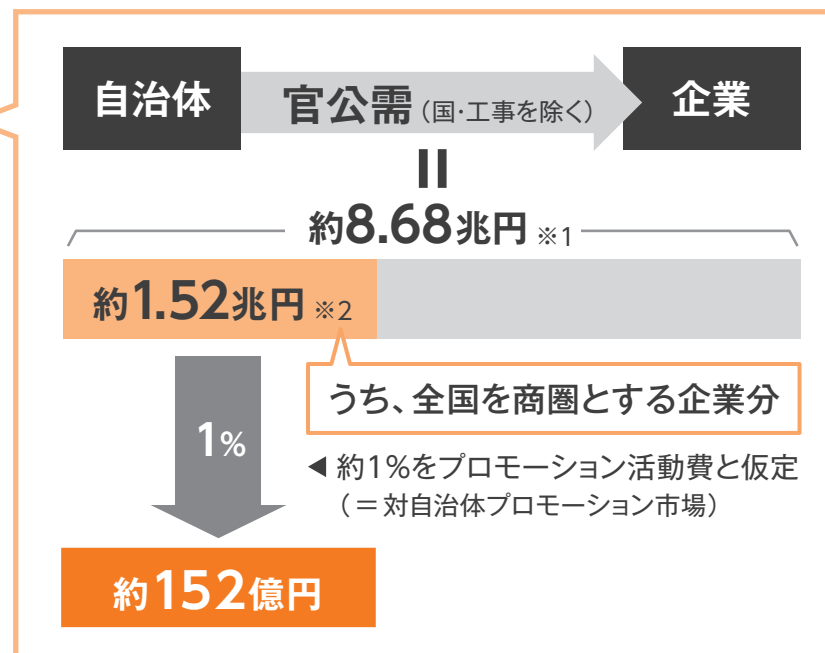 自治体
官公需(国・工事を除く)
企業
=
約8.68兆円 ※1
約1.52兆円 ※2
うち、全国を商圏とする企業分
1%
◀ 約1%をプロモーション活動費と仮定
(=対自治体プロモーション市場)
約152億円